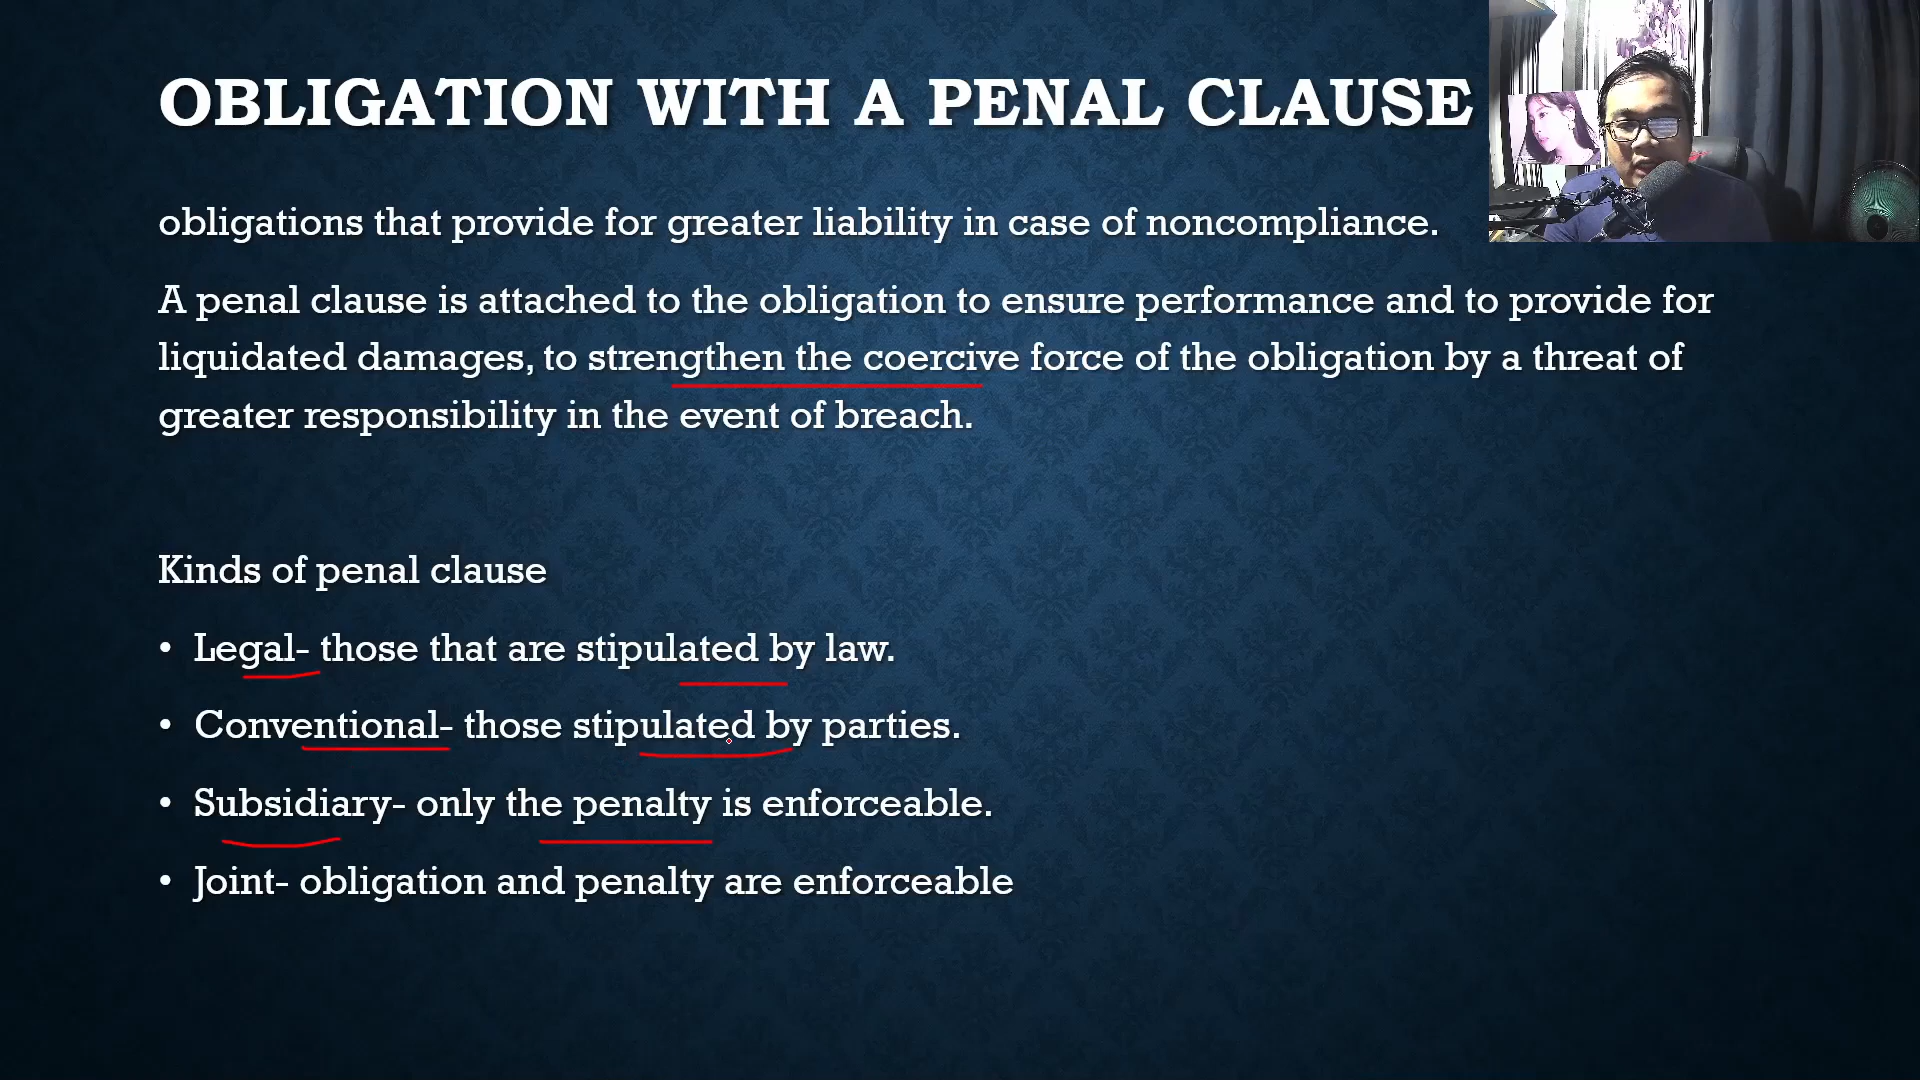 OBLIGATION WITH A PENAL CLAUSE
obligations that provide for greater liability in case of noncompliance.
A penal clause is attached to the obligation to ensure performance and to provide for
liquidated damages, to strengthen the coercive force of the obligation by a threat of
greater responsibility in the event of breach.
Kinds of penal clause
• Legal- those that are stipulated by law.
• Conventional- those stipulated by parties.
• Subsidiary- only the penalty is enforceable.
• Joint- obligation and penalty are enforceable